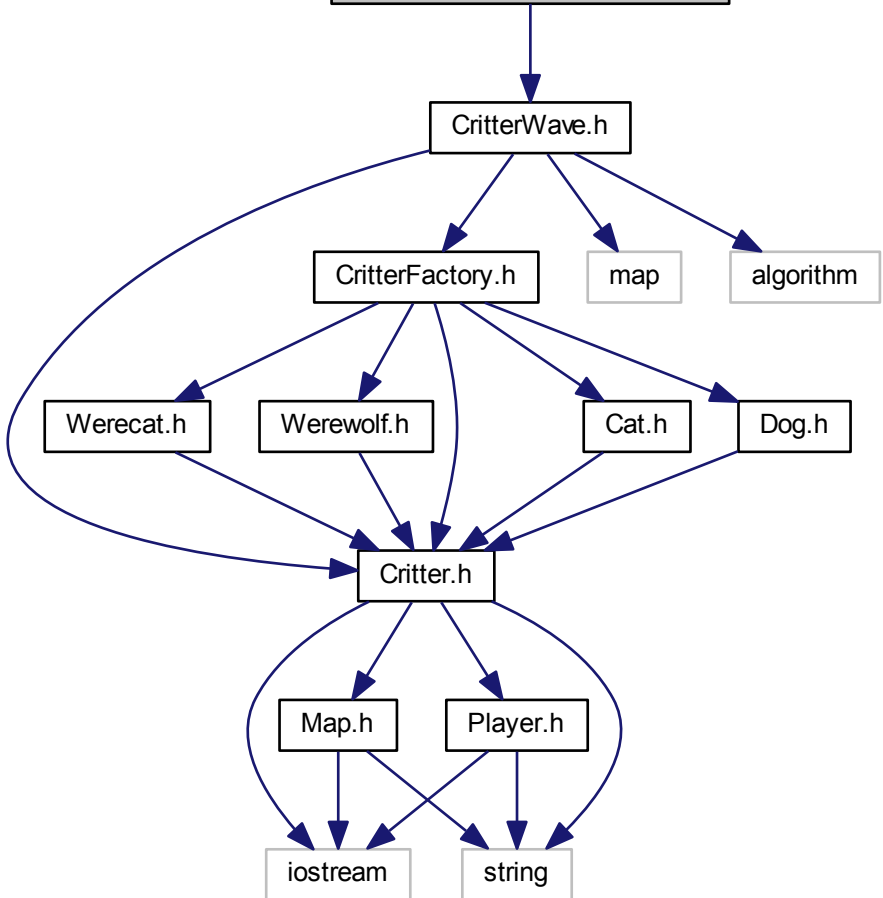 CritterWave.h
CritterFactory.h
map
algorithm
Werecat.h
Werewolf.h
Cat.h
Dog.h
Critter.h
Map.h
Player.h
iostream
string